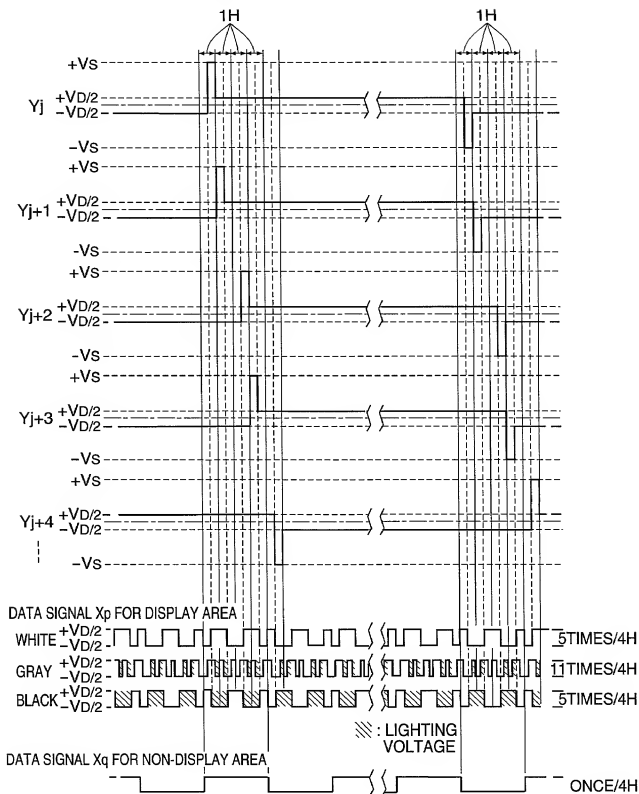 1H 1H
+VS
Yj +VD/2
−VD/2
−VS
+VS
Yj+1 +VD/2
−VD/2
−VS
+VS
Yj+2 +VD/2
−VD/2
−VS
+VS
Yj+3 +VD/2
−VD/2
−VS
+VS
Yj+4 +VD/2
−VD/2
−VS
DATA SIGNAL Xp FOR DISPLAY AREA
WHITE +VD/2 −VD/2 5TIMES/4H
GRAY +VD/2 −VD/2 11TIMES/4H
BLACK +VD/2 −VD/2 5TIMES/4H
: LIGHTING
VOLTAGE
DATA SIGNAL Xq FOR NON-DISPLAY AREA
ONCE/4H